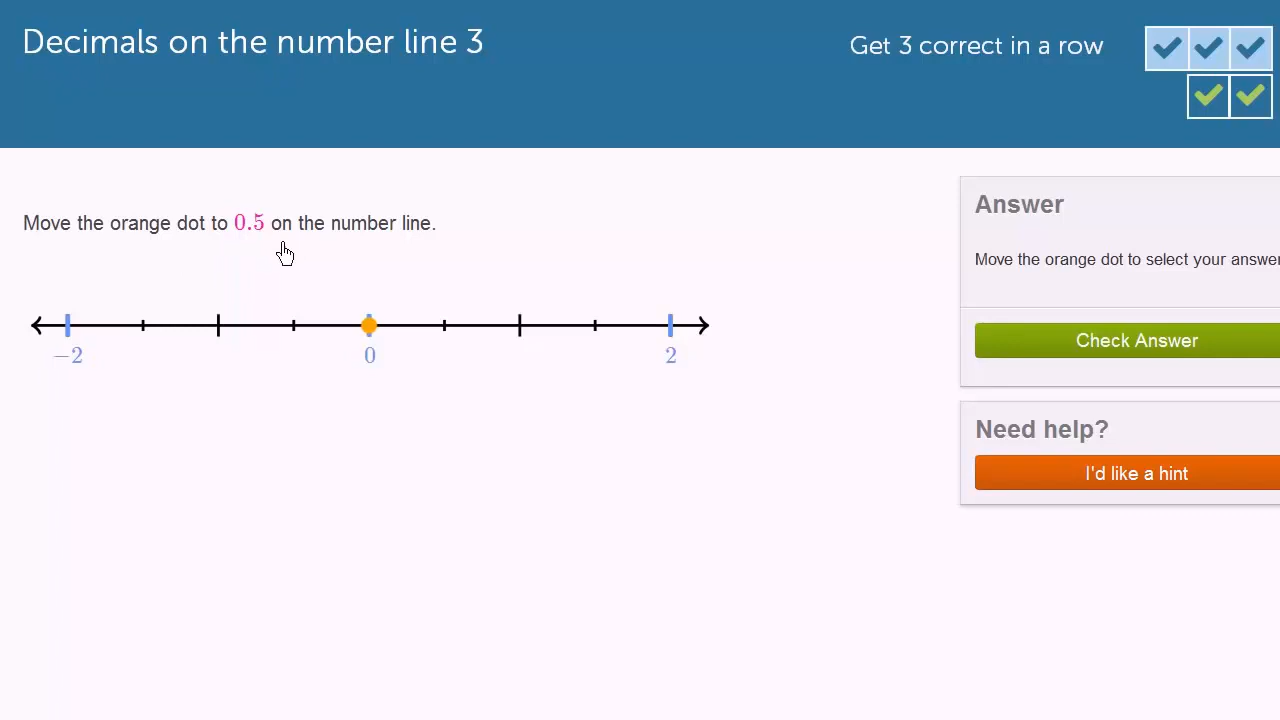 Decimals on the number line 3
Get 3 correct in a row
Move the orange dot to 0.5 on the number line.
−2
0
2
Answer
Move the orange dot to select your answer
Check Answer
Need help?
I'd like a hint